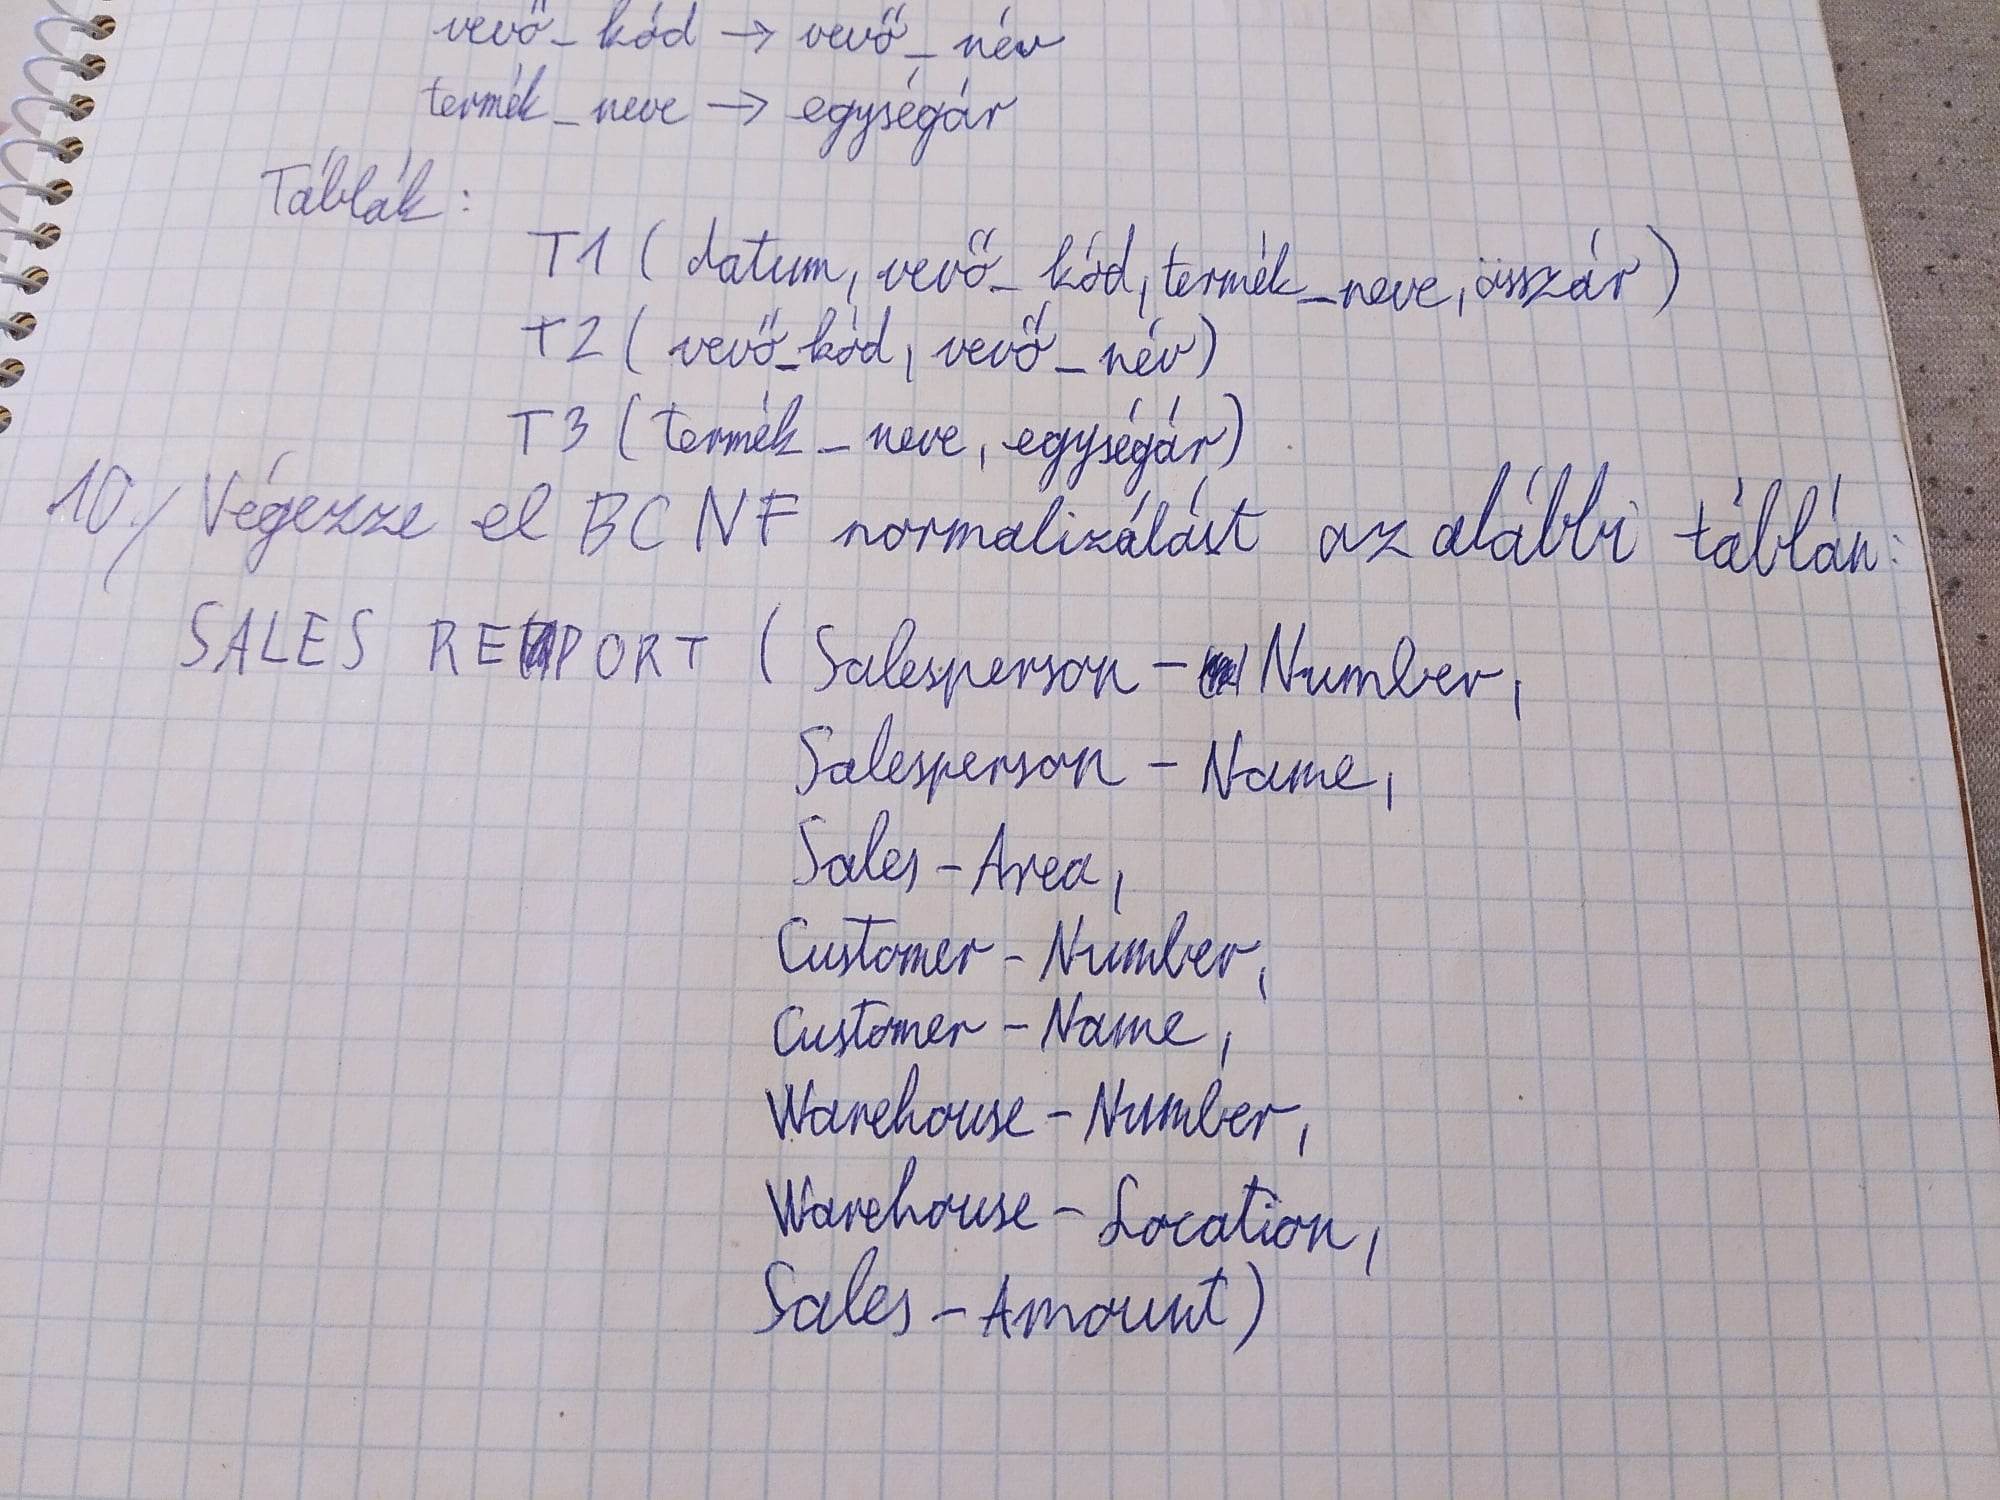 vevő_kód → vevő_név
termék_neve → egységár
Táblák:
T1 ( datum, vevő_kód, termék_neve, összár)
T2 ( vevő_kód, vevő_név)
T3 ( termék_neve, egységár)
10./ Végezze el BCNF normalizálást az alábbi táblán:
SALES REPORT ( Salesperson - Number,
Salesperson - Name,
Sales - Area,
Customer - Number,
Customer - Name,
Warehouse - Number,
Warehouse - Location,
Sales - Amount)